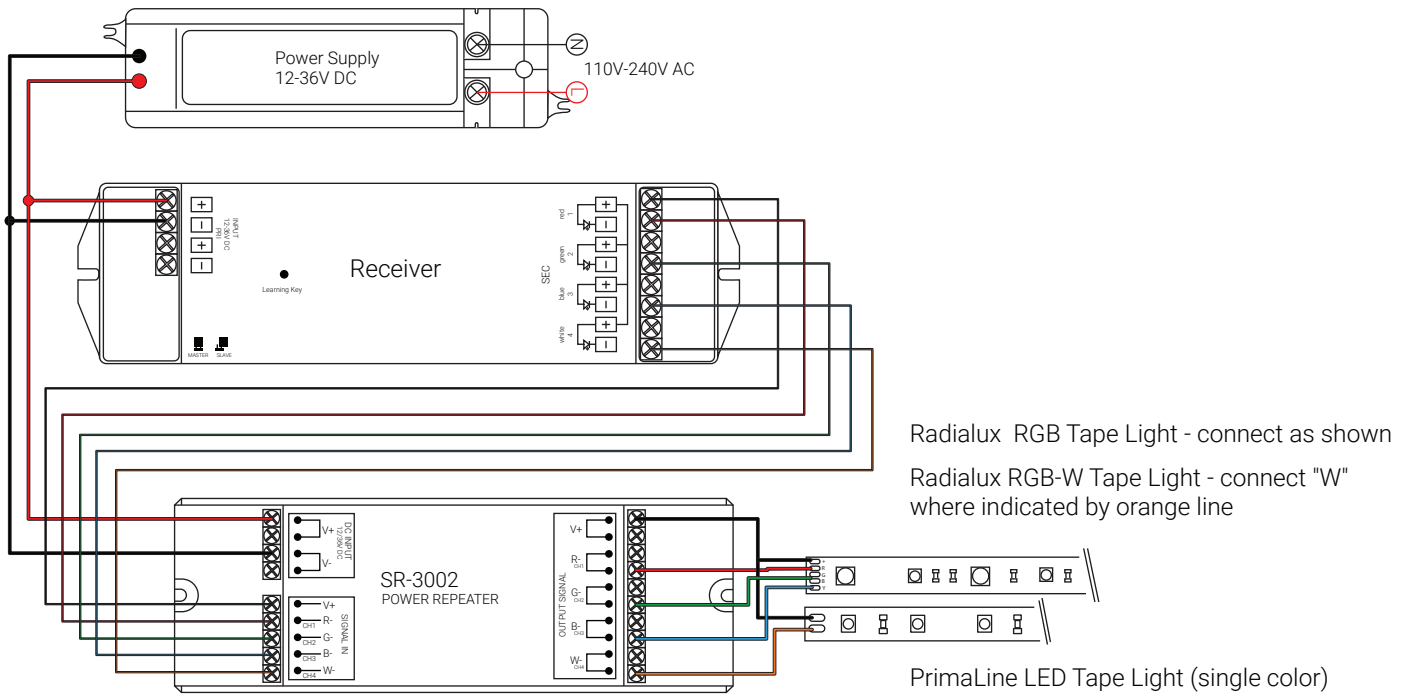 Power Supply
12-36V DC
N
L
110V-240V AC
+
−
+
−
INPUT
12-36V DC
PRI
Learning Key
Receiver
MASTER
SLAVE
SEC
red
1
+
−
green
2
+
−
blue
3
+
−
white
4
+
−
Radialux RGB Tape Light - connect as shown
Radialux RGB-W Tape Light - connect "W"
where indicated by orange line
V+
V-
DC INPUT
12/36V DC
V+
R-
CH1
G-
CH2
B-
CH3
W-
CH4
SIGNAL IN
SR-3002
POWER REPEATER
OUTPUT SIGNAL
V+
R-
CH1
G-
CH2
B-
CH3
W-
CH4
PrimaLine LED Tape Light (single color)